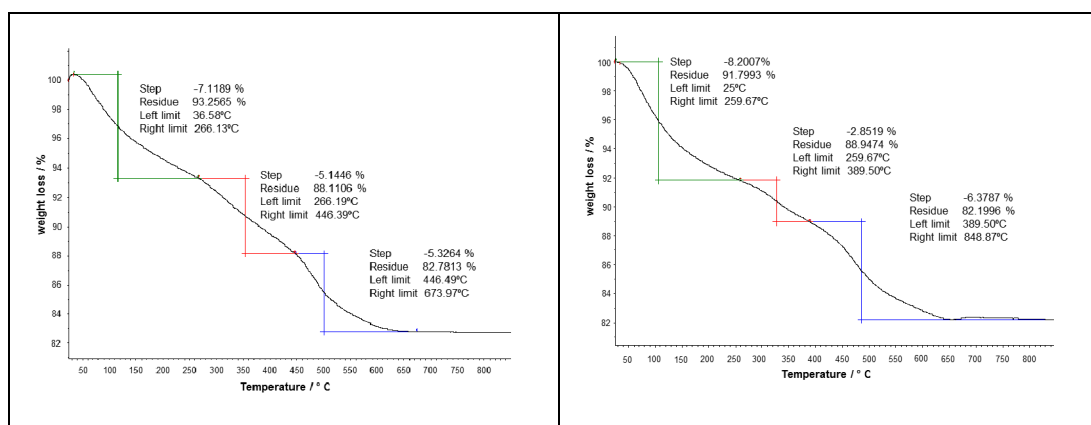 Step -7.1189 %
Residue 93.2565 %
Left limit 36.58ºC
Right limit 266.13ºC
Step -5.1446 %
Residue 88.1106 %
Left limit 266.19ºC
Right limit 446.39ºC
Step -5.3264 %
Residue 82.7813 %
Left limit 446.49ºC
Right limit 673.97ºC
weight loss / %
100
98
96
94
92
90
88
86
84
82
50 100 150 200 250 300 350 400 450 500 550 600 650 700 750 800
Temperature / ° C
Step -8.2007%
Residue 91.7993 %
Left limit 25ºC
Right limit 259.67ºC
Step -2.8519 %
Residue 88.9474 %
Left limit 259.67ºC
Right limit 389.50ºC
Step -6.3787 %
Residue 82.1996 %
Left limit 389.50ºC
Right limit 848.87ºC
weight loss / %
100
98
96
94
92
90
88
86
84
82
50 100 150 200 250 300 350 400 450 500 550 600 650 700 750 800
Temperature / ° C